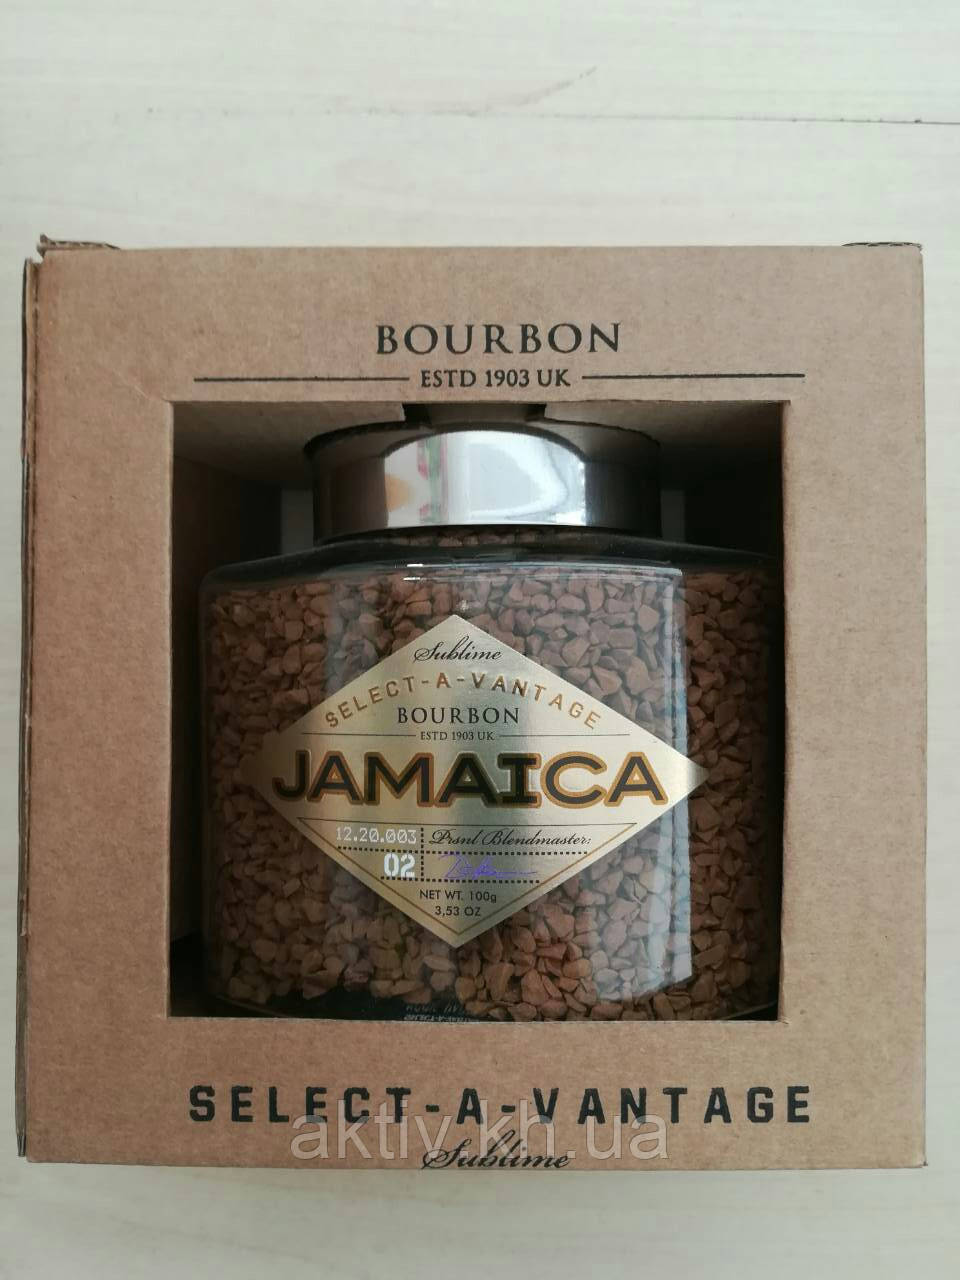 BOURBON
ESTD 1903 UK
Sublime
SELECT-A-VANTAGE
BOURBON
ESTD 1903 UK
JAMAICA
12.20.003
Prsnl Blendmaster:
02
NET WT. 100g
3,53 OZ
SELECT-A-VANTAGE
aktiv.kh.ua
Sublime